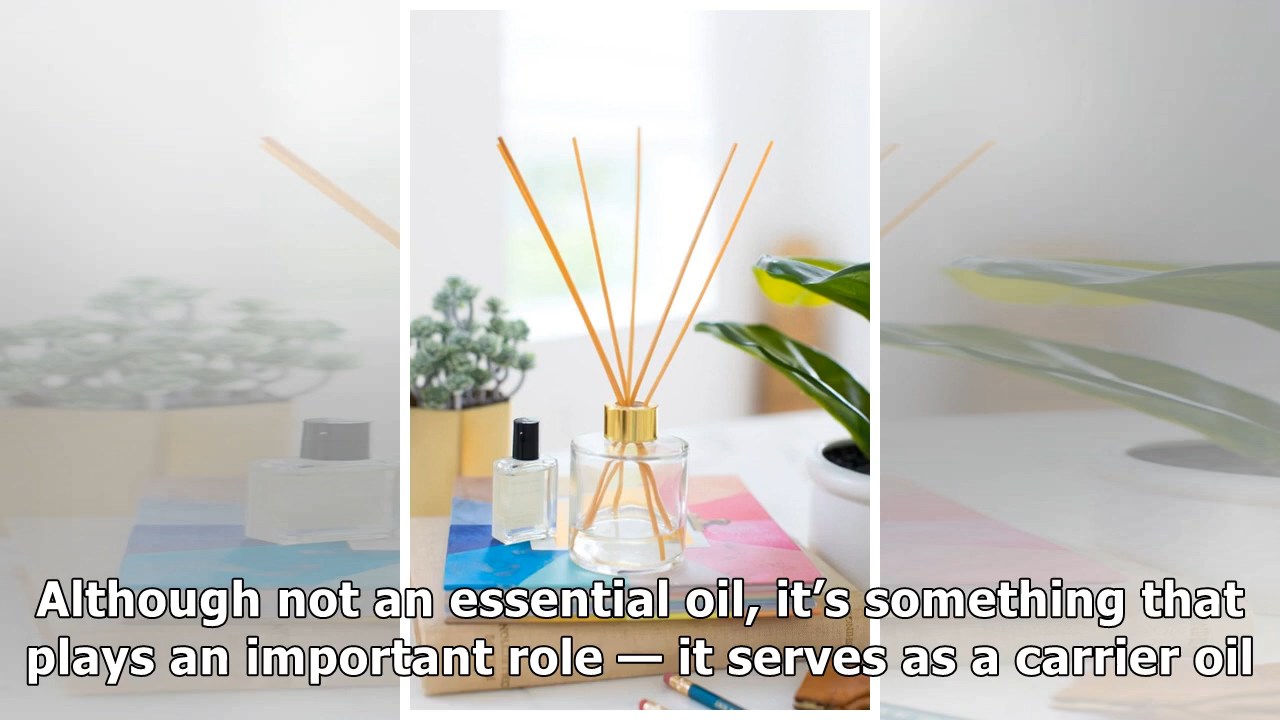 Although not an essential oil, it’s something that
plays an important role — it serves as a carrier oil